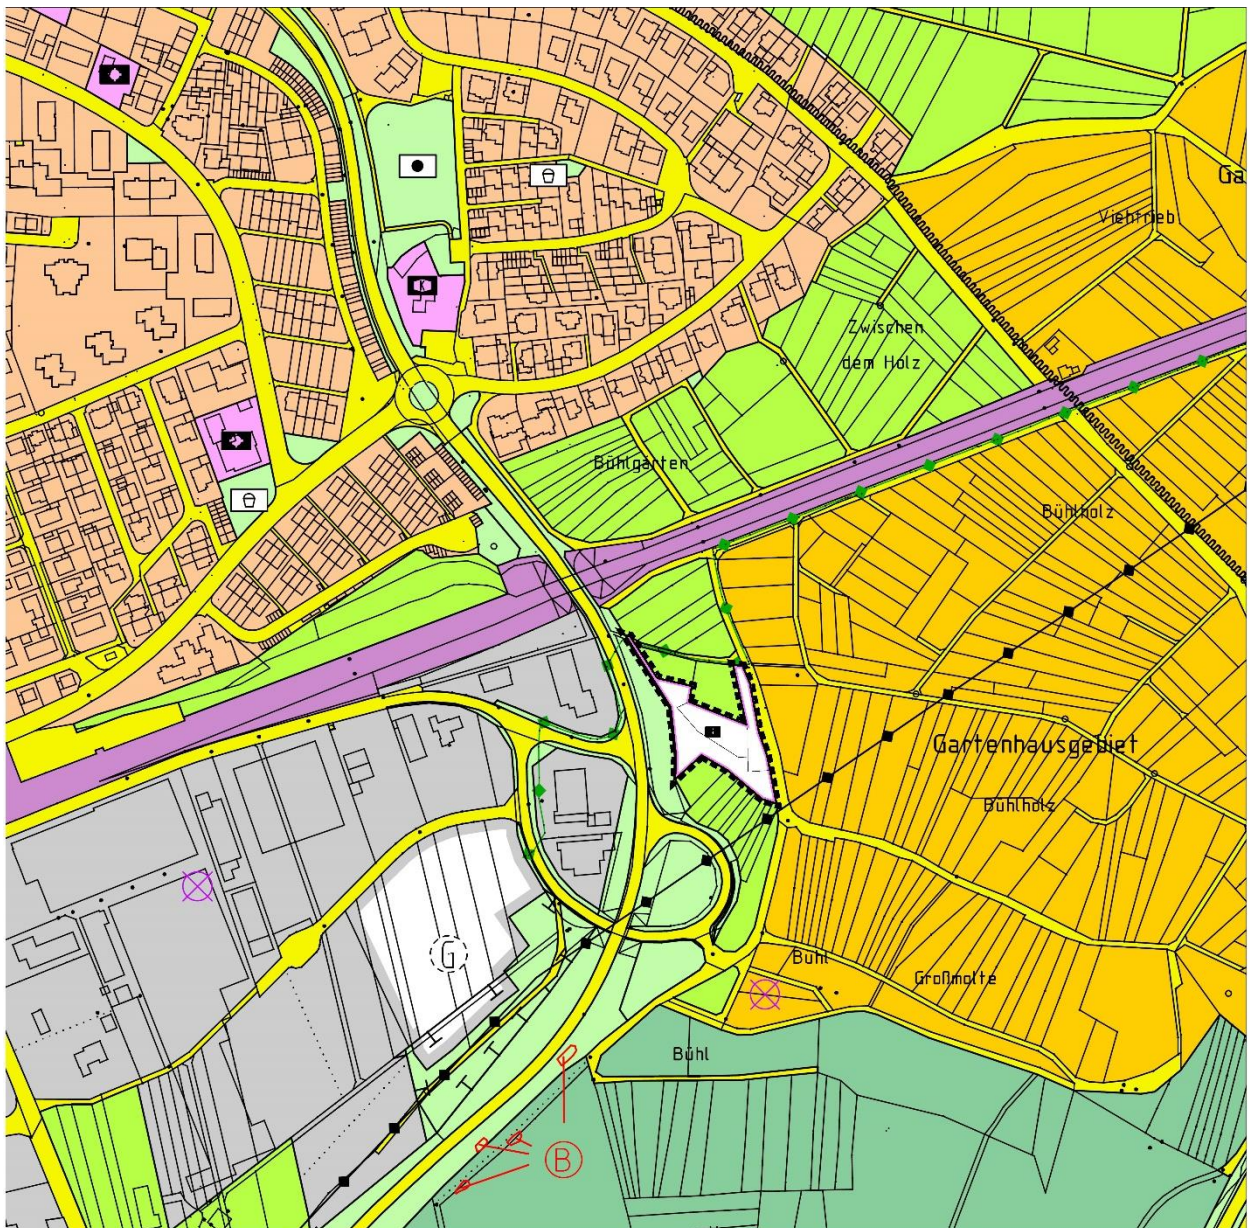 Ga
Viehtrieb
Zwischen
dem Holz
Bühlgärten
K
Bühlholz
Gartenhausgebiet
Bühlholz
G
Bühl
Großmolte
Bühl
B